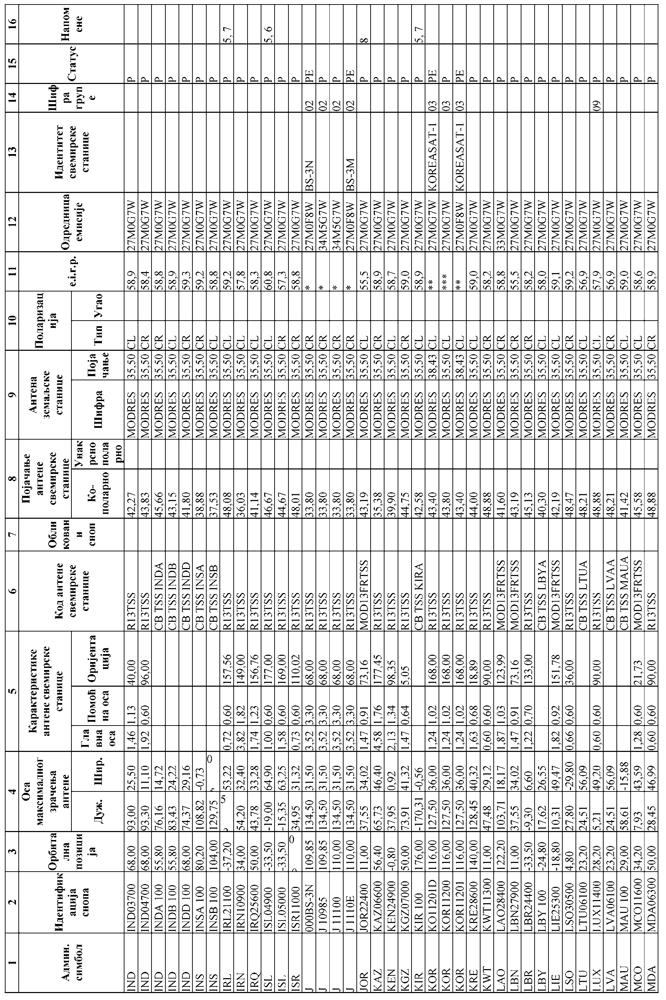 1 2 3 4 5 6 7 8 9 10 11 12 13 14 15 16
Админ. симбол | Идентифик ација снопа | Орбита лна позици ја | Оса максималног зрачења антене | Карактеристике антене свемирске станице | Код антене свемирске станице | Обли кован и сноп | Појачање антене свемирске станице | Антена земаљске станице | Поларизац ија | e.i.r.p. | Одредница емисије | Идентитет свемирске станице | Шиф ра груп е | Статус | Напом ене
Дуж. | Шир. | Гла вна оса | Помоћ на оса | Оријента ција | Ко- поларно | Унак рсно пола рно | Шифра | Поја чање | Тип | Угао
IND IND03700 68,00 93,00 25,50 1,46 1,13 40,00 R13TSS 42,27 MODRES 35,50 CL 58,9 27M0G7W P
IND IND04700 68,00 93,30 11,10 1,92 0,60 96,00 R13TSS 43,83 MODRES 35,50 CR 58,4 27M0G7W P
IND INDA 100 55,80 76,16 14,72 CB TSS INDA 45,66 MODRES 35,50 CR 58,8 27M0G7W P
IND INDB 100 55,80 83,43 24,22 CB TSS INDB 43,15 MODRES 35,50 CL 58,9 27M0G7W P
IND INDD 100 68,00 74,37 29,16 CB TSS INDD 41,80 MODRES 35,50 CR 59,3 27M0G7W P
INS INSA 100 80,20 108,82 -0,73 CB TSS INSA 38,88 MODRES 35,50 CR 59,2 27M0G7W P
INS INSB 100 104,00 129,75 CB TSS INSB 37,53 MODRES 35,50 CL 58,8 27M0G7W P
IRL IRL21100 -37,20 53,22 0,72 0,60 157,56 R13TSS 48,08 MODRES 35,50 CL 59,2 27M0G7W P 5, 7
IRN IRN10900 34,00 54,20 32,40 3,82 1,82 149,00 R13TSS 36,03 MODRES 35,50 CL 57,8 27M0G7W P
IRQ IRQ25600 50,00 43,78 33,28 1,74 1,23 156,76 R13TSS 41,14 MODRES 35,50 CL 58,3 27M0G7W P
ISL ISL04900 -33,50 -19,00 64,90 1,00 0,60 177,00 R13TSS 46,67 MODRES 35,50 CL 60,8 27M0G7W P 5, 6
ISL ISL05000 -33,50 -15,35 63,25 1,58 0,60 169,00 R13TSS 44,67 MODRES 35,50 CR 57,3 27M0G7W P
ISR ISR11000 34,95 31,32 0,73 0,60 110,02 R13TSS 48,01 MODRES 35,50 CR 58,8 27M0G7W P
J 000BS-3N 109,85 134,50 31,50 3,52 3,30 68,00 R13TSS 33,80 MODRES 35,50 CR * 27M0F8W BS-3N 02 PE
J J 10985 109,85 134,50 31,50 3,52 3,30 68,00 R13TSS 33,80 MODRES 35,50 CR * 34M5G7W 02 P
J J 11100 110,00 134,50 31,50 3,52 3,30 68,00 R13TSS 33,80 MODRES 35,50 CR * 34M5G7W 02 P
J J 1110E 110,00 134,50 31,50 3,52 3,30 68,00 R13TSS 33,80 MODRES 35,50 CR * 27M0F8W BS-3M 02 PE
JOR JOR22400 11,00 37,55 34,02 1,47 0,91 73,16 MOD13FRTSS 43,19 MODRES 35,50 CL 55,5 27M0G7W P 8
KAZ KAZ06600 56,40 65,73 46,40 4,58 1,76 177,45 R13TSS 35,38 MODRES 35,50 CR 58,9 27M0G7W P
KEN KEN24900 -0,80 37,95 0,92 2,13 1,34 98,35 R13TSS 39,90 MODRES 35,50 CL 58,7 27M0G7W P
KGZ KGZ07000 50,00 73,91 41,32 1,47 0,64 5,05 R13TSS 44,75 MODRES 35,50 CR 59,0 27M0G7W P
KIR KIR 100 176,00 -170,31 -0,56 CB TSS KIRA 42,58 MODRES 35,50 CL 58,9 27M0G7W P 5, 7
KOR KO11201D 116,00 127,50 36,00 1,24 1,02 168,00 R13TSS 43,40 MODRES 38,43 CL ** 27M0G7W KOREASAT-1 03 PE
KOR KOR11200 116,00 127,50 36,00 1,24 1,02 168,00 R13TSS 43,80 MODRES 35,50 CL *** 27M0G7W 03 P
KOR KOR11201 116,00 127,50 36,00 1,24 1,02 168,00 R13TSS 43,40 MODRES 38,43 CL ** 27M0F8W KOREASAT-1 03 PE
KRE KRE28600 140,00 128,45 40,32 1,63 0,68 18,89 R13TSS 44,00 MODRES 35,50 CL 59,0 27M0G7W P
KWT KWT11300 11,00 47,48 29,12 0,60 0,60 90,00 R13TSS 48,88 MODRES 35,50 CR 58,2 27M0G7W P
LAO LAO28400 122,20 103,71 18,17 1,87 1,03 123,99 MOD13FRTSS 41,60 MODRES 35,50 CR 58,8 33M0G7W P
LBN LBN27900 11,00 37,55 34,02 1,47 0,91 73,16 MOD13FRTSS 43,19 MODRES 35,50 CR 55,5 27M0G7W P
LBR LBR24400 -33,50 -9,30 6,60 1,22 0,70 133,00 R13TSS 45,13 MODRES 35,50 CR 58,2 27M0G7W P
LBY LBY 100 -24,80 17,62 26,55 CB TSS LBYA 40,30 MODRES 35,50 CL 58,0 27M0G7W P
LIE LIE25300 -18,80 10,31 49,47 1,82 0,92 151,78 MOD13FRTSS 42,19 MODRES 35,50 CL 59,1 27M0G7W P
LSO LSO30500 4,80 27,80 -29,80 0,66 0,60 36,00 R13TSS 48,47 MODRES 35,50 CR 59,2 27M0G7W P
LTU LTU06100 23,20 24,51 56,09 CB TSS LTUA 48,21 MODRES 35,50 CL 56,9 27M0G7W P
LUX LUX11400 28,20 5,21 49,20 0,60 0,60 90,00 R13TSS 48,88 MODRES 35,50 CL 57,9 27M0G7W 09 P
LVA LVA06100 23,20 24,51 56,09 CB TSS LVAA 48,21 MODRES 35,50 CR 56,9 27M0G7W P
MAU MAU 100 29,00 58,61 -15,88 CB TSS MAUA 41,42 MODRES 35,50 CL 59,0 27M0G7W P
MCO MCO11600 34,20 7,93 43,59 1,28 0,60 21,73 MOD13FRTSS 45,58 MODRES 35,50 CL 58,6 27M0G7W P
MDA MDA06300 50,00 28,45 46,99 0,60 0,60 90,00 R13TSS 48,88 MODRES 35,50 CR 58,9 27M0G7W P